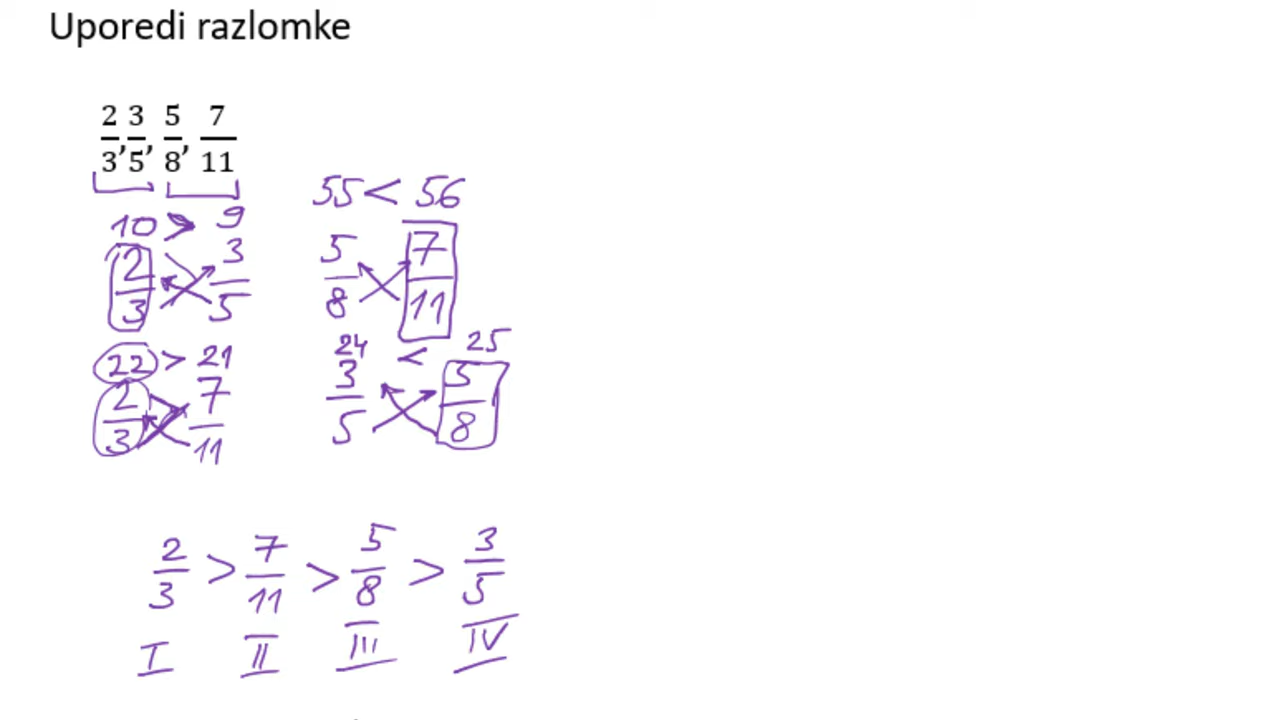 Uporedi razlomke
2/3, 3/5, 5/8, 7/11
10 > 9
2/3 3/5
55 < 56
5/8 7/11
22 > 21
2/3 7/11
24 < 25
3/5 5/8
2/3 > 7/11 > 5/8 > 3/5
I II III IV